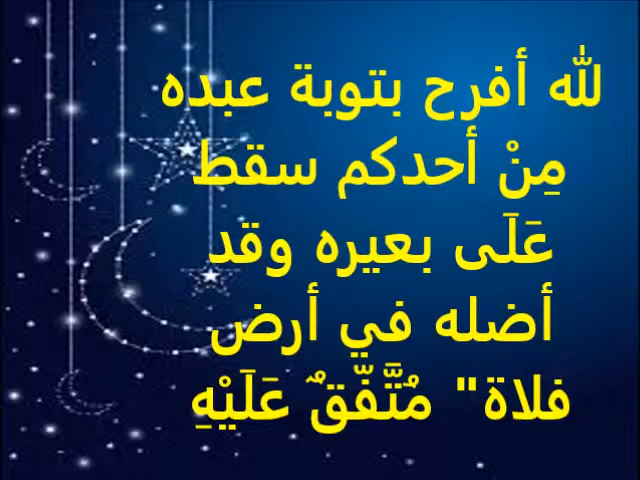 لله أفرح بتوبة عبده
مِنْ أحدكم سقط
عَلَى بعيره وقد
أضله في أرض
فلاة" مُتَّفّقٌ عَلَيْهِ